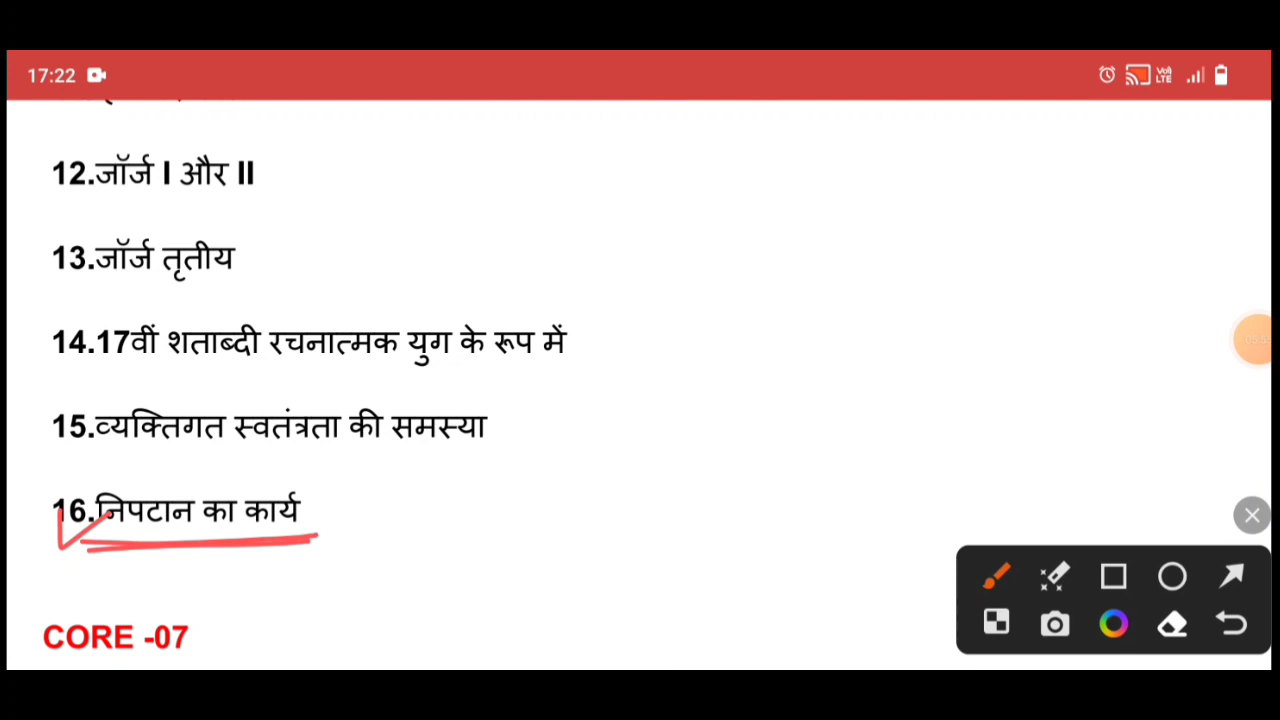 17:22
12.जॉर्ज I और II
13.जॉर्ज तृतीय
14.17वीं शताब्दी रचनात्मक युग के रूप में
15.व्यक्तिगत स्वतंत्रता की समस्या
16.निपटान का कार्य
CORE -07